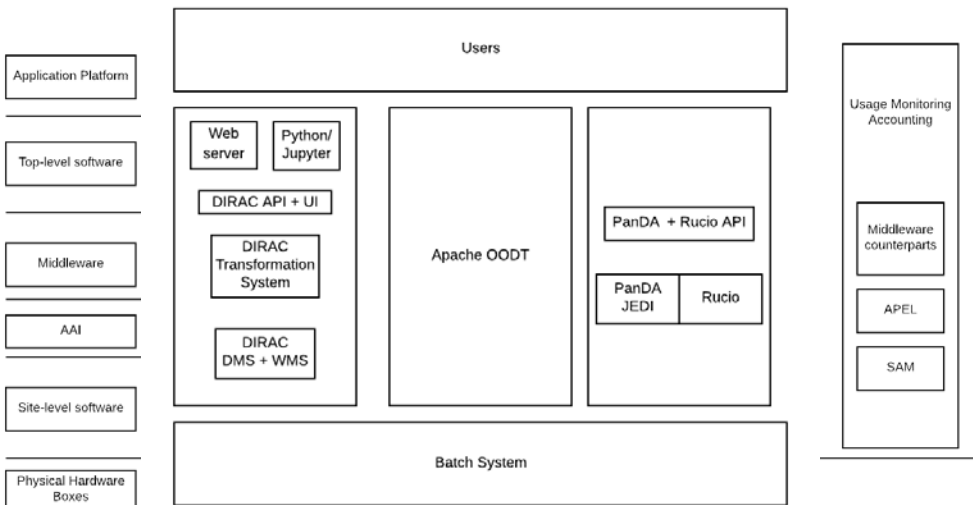 Application Platform
Top-level software
Middleware
AAI
Site-level software
Physical Hardware
Boxes
Users
Web
server
Python/
Jupyter
DIRAC API + UI
DIRAC
Transformation
System
DIRAC
DMS + WMS
Apache OODT
PanDA + Rucio API
PanDA
JEDI
Rucio
Batch System
Usage Monitoring
Accounting
Middleware
counterparts
APEL
SAM